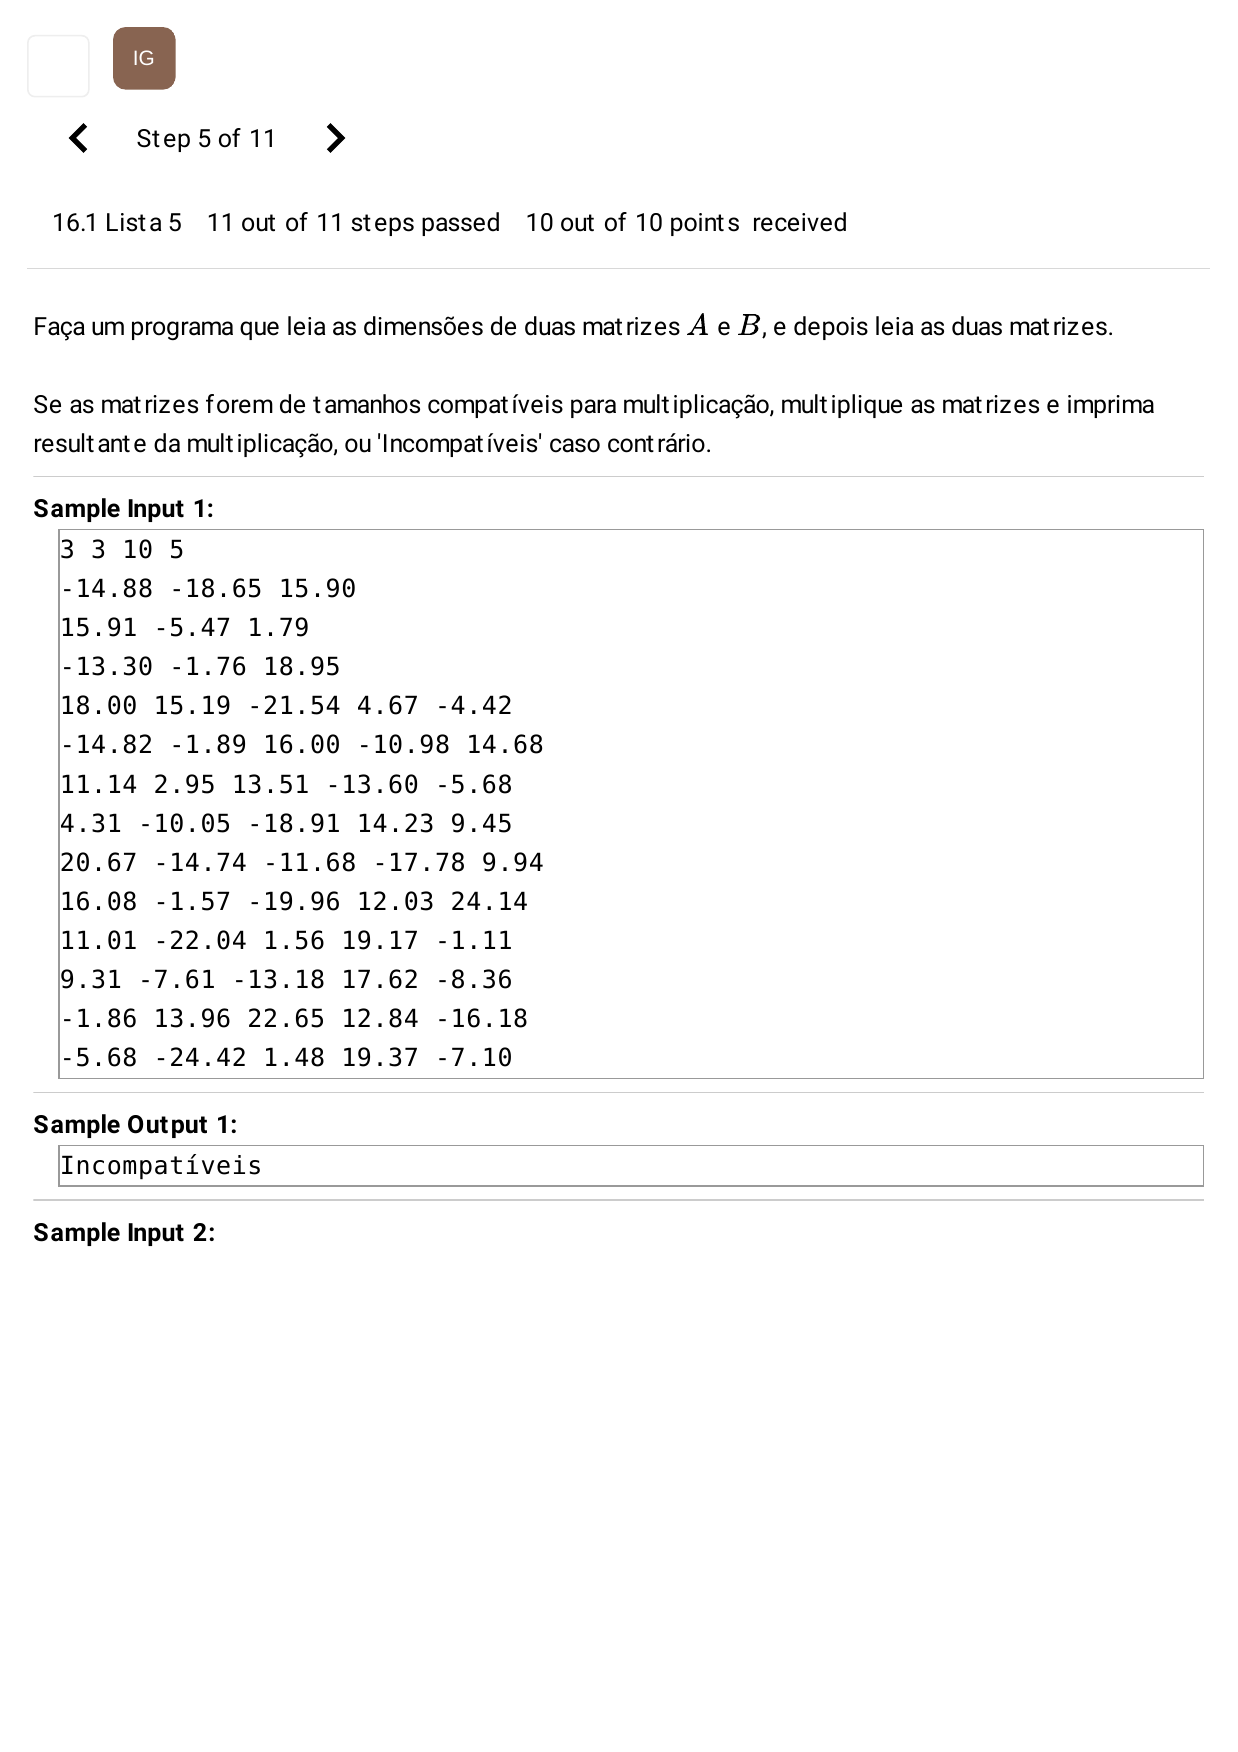 IG
Step 5 of 11
16.1 Lista 5 11 out of 11 steps passed 10 out of 10 points received
Faça um programa que leia as dimensões de duas matrizes A e B, e depois leia as duas matrizes.
Se as matrizes forem de tamanhos compatíveis para multiplicação, multiplique as matrizes e imprima
resultante da multiplicação, ou 'Incompatíveis' caso contrário.
Sample Input 1:
3 3 10 5
-14.88 -18.65 15.90
15.91 -5.47 1.79
-13.30 -1.76 18.95
18.00 15.19 -21.54 4.67 -4.42
-14.82 -1.89 16.00 -10.98 14.68
11.14 2.95 13.51 -13.60 -5.68
4.31 -10.05 -18.91 14.23 9.45
20.67 -14.74 -11.68 -17.78 9.94
16.08 -1.57 -19.96 12.03 24.14
11.01 -22.04 1.56 19.17 -1.11
9.31 -7.61 -13.18 17.62 -8.36
-1.86 13.96 22.65 12.84 -16.18
-5.68 -24.42 1.48 19.37 -7.10
Sample Output 1:
Incompatíveis
Sample Input 2: